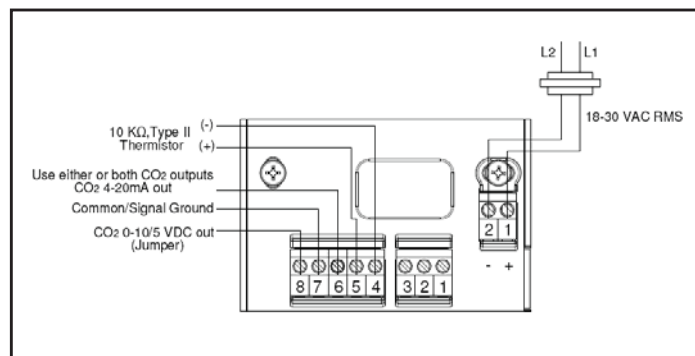 L2 L1
18-30 VAC RMS
10 KΩ,Type II (-)
Thermistor (+)
Use either or both CO2 outputs
CO2 4-20mA out
Common/Signal Ground
CO2 0-10/5 VDC out
(Jumper)
2 1
- +
8 7 6 5 4 3 2 1